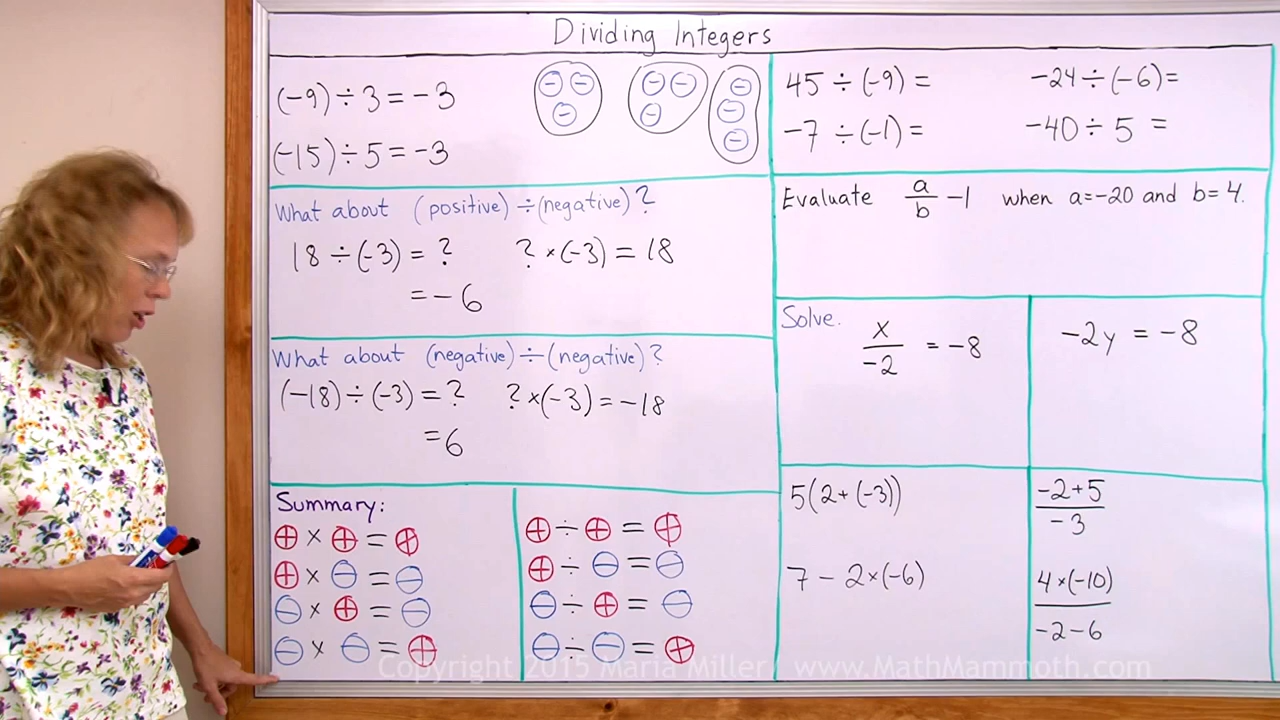 Dividing Integers
(-9) ÷ 3 = -3
(-15) ÷ 5 = -3
What about (positive) ÷ (negative) ?
18 ÷ (-3) = ? ? × (-3) = 18
= -6
What about (negative) ÷ (negative) ?
(-18) ÷ (-3) = ? ? × (-3) = -18
= 6
Summary:
+ × + = +
+ × - = -
- × + = -
- × - = +
+ ÷ + = +
+ ÷ - = -
- ÷ + = -
- ÷ - = +
45 ÷ (-9) = -24 ÷ (-6) =
-7 ÷ (-1) = -40 ÷ 5 =
Evaluate a/b - 1 when a=-20 and b=4.
Solve.
x/-2 = -8
-2y = -8
5(2+(-3))
7 - 2×(-6)
-2+5
-3
4×(-10)
-2-6
Copyright 2015 Maria Miller / www.MathMammoth.com